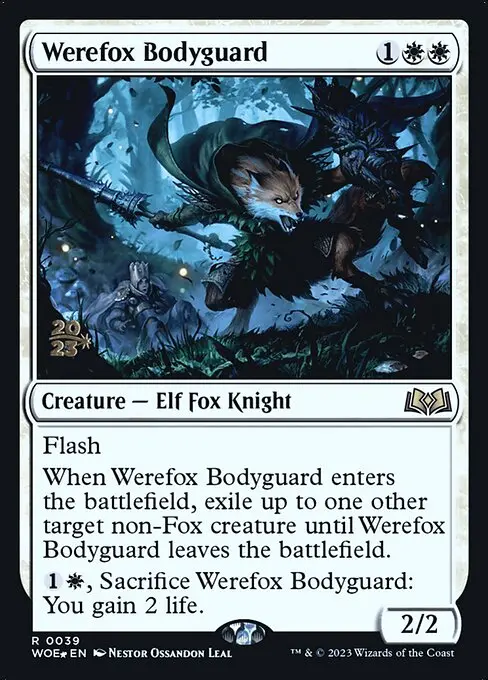 Werefox Bodyguard 1
20
23
Creature — Elf Fox Knight
Flash
When Werefox Bodyguard enters
the battlefield, exile up to one other
target non-Fox creature until Werefox
Bodyguard leaves the battlefield.
1, Sacrifice Werefox Bodyguard:
You gain 2 life.
2/2
R 0039
WOE★EN Nestor Ossandon Leal ™ & © 2023 Wizards of the Coast